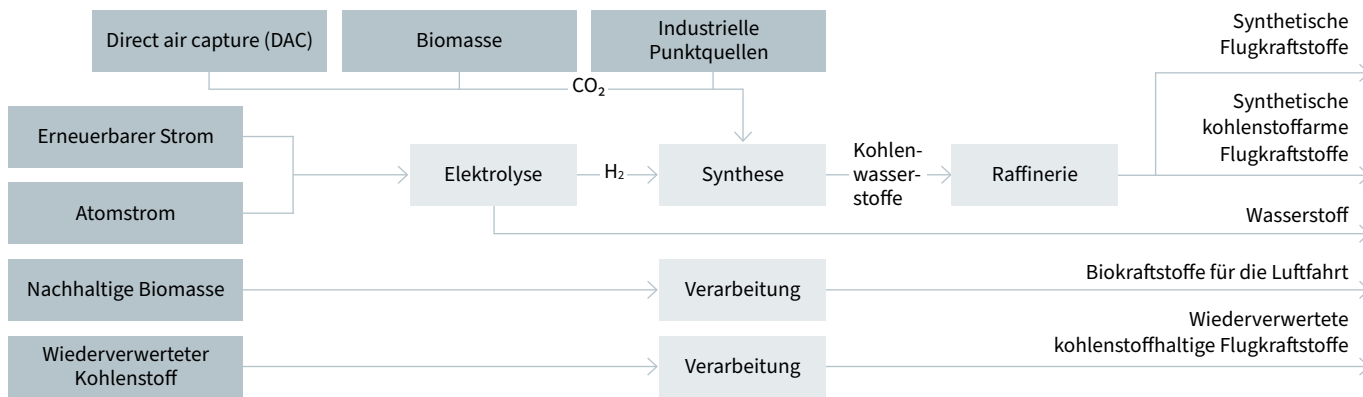 Direct air capture (DAC)
Biomasse
Industrielle
Punktquellen
Synthetische
Flugkraftstoffe
CO₂
Erneuerbarer Strom
Synthetische
kohlenstoffarme
Flugkraftstoffe
Elektrolyse
H₂
Synthese
Kohlen-
wasser-
stoffe
Raffinerie
Atomstrom
Wasserstoff
Nachhaltige Biomasse
Verarbeitung
Biokraftstoffe für die Luftfahrt
Wiederverwerteter
Kohlenstoff
Verarbeitung
Wiederverwertete
kohlenstoffhaltige Flugkraftstoffe